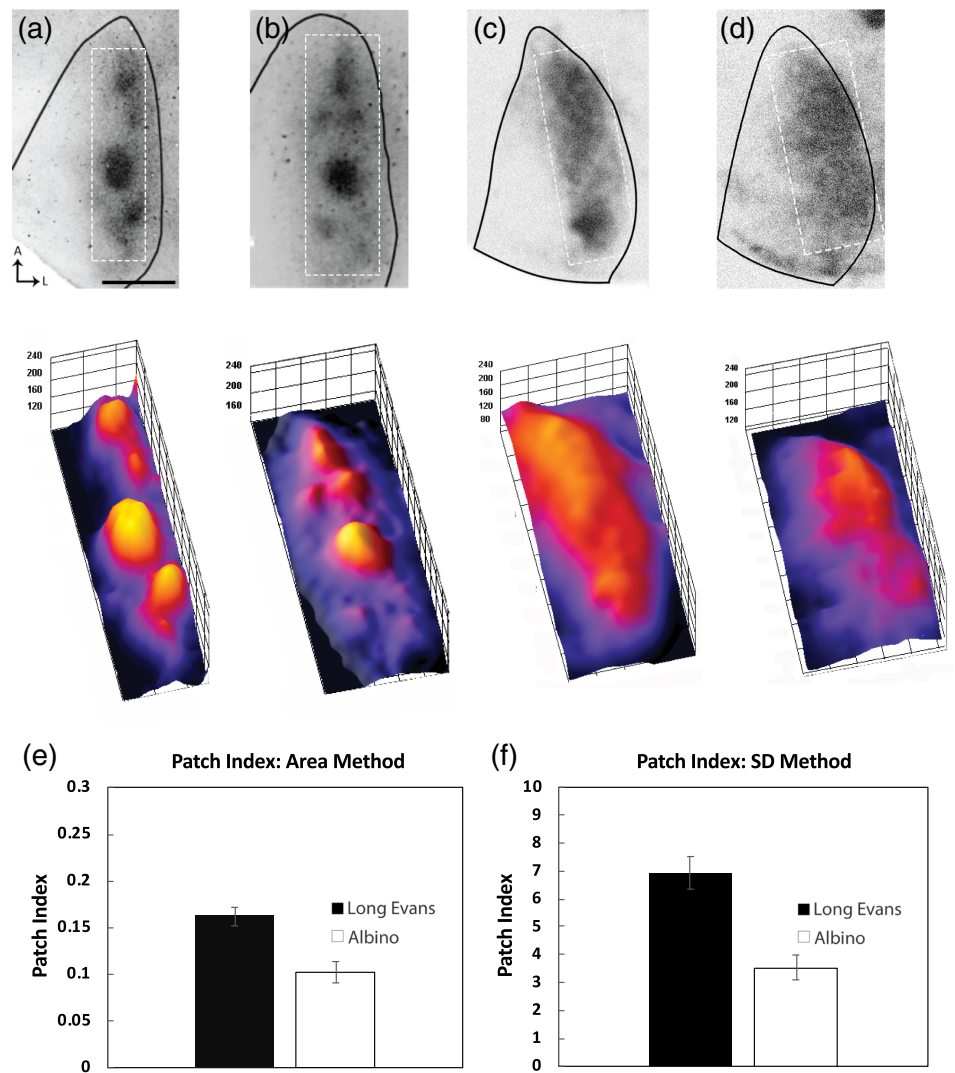 (a)
(b)
(c)
(d)
A
L
240
200
160
120
240
200
160
240
200
160
120
80
240
200
160
120
(e)
Patch Index: Area Method
0.3
0.25
0.2
0.15
0.1
0.05
0
Patch Index
Long Evans
Albino
(f)
Patch Index: SD Method
10
9
8
7
6
5
4
3
2
1
0
Patch Index
Long Evans
Albino